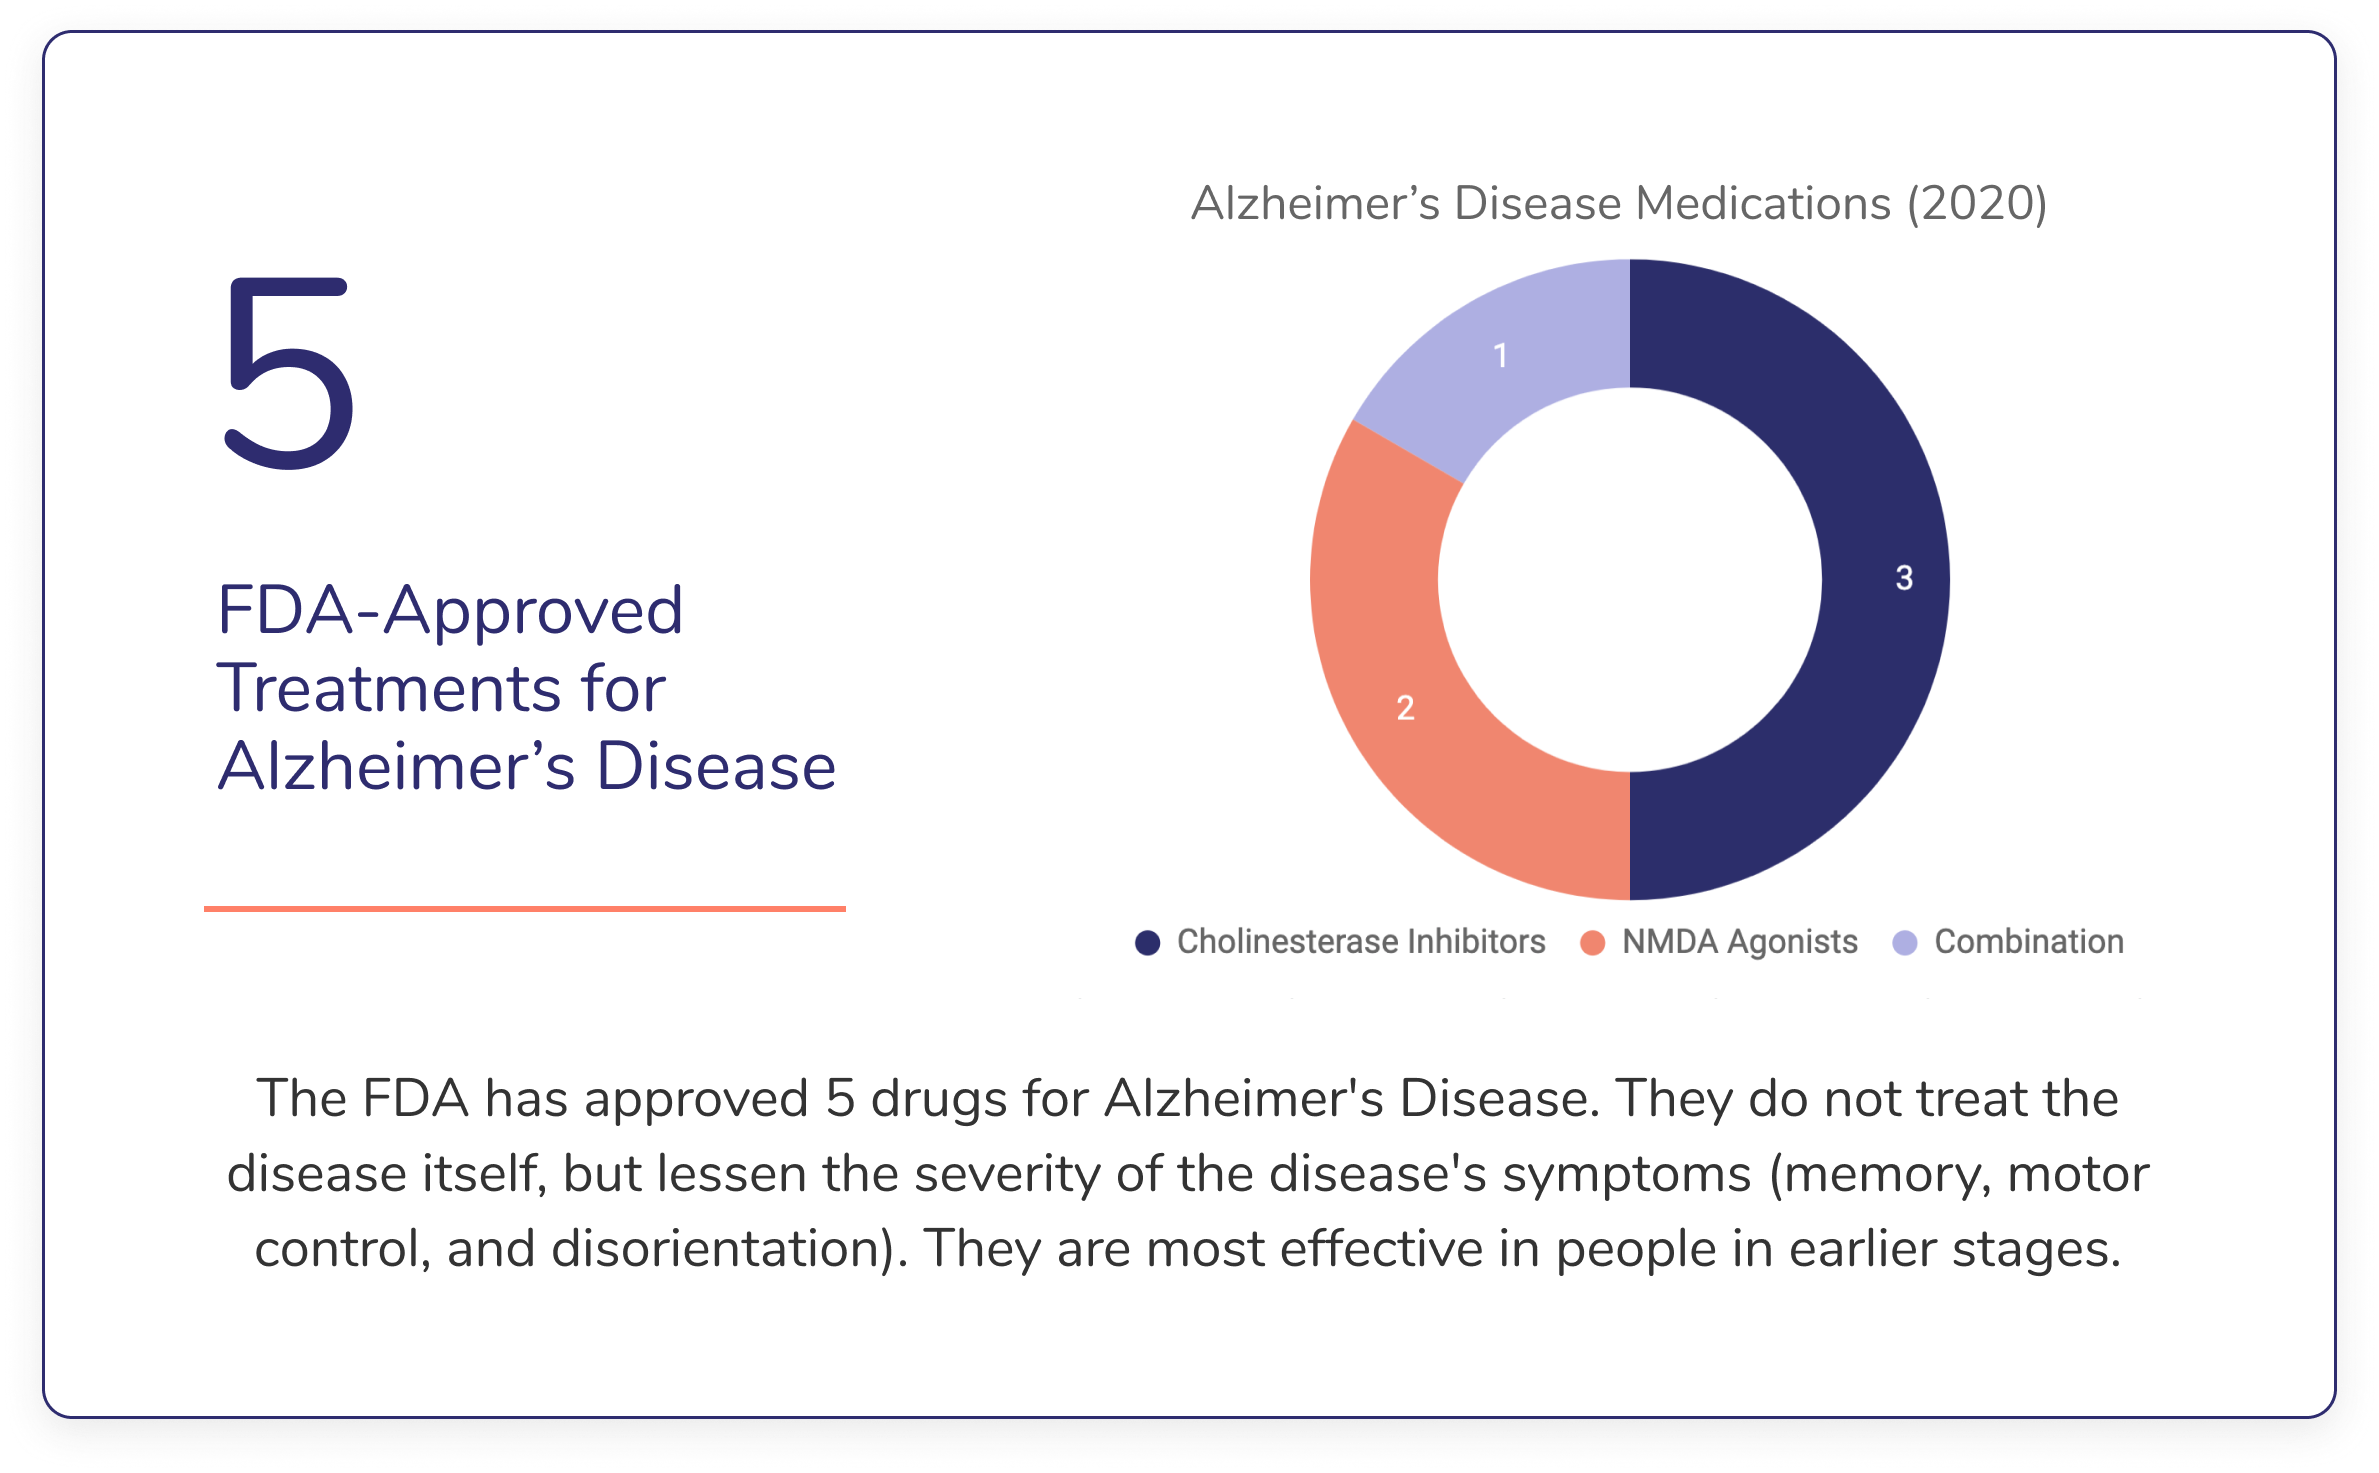 5
FDA-Approved
Treatments for
Alzheimer’s Disease
Alzheimer’s Disease Medications (2020)
1
3
2
Cholinesterase Inhibitors NMDA Agonists Combination
The FDA has approved 5 drugs for Alzheimer's Disease. They do not treat the
disease itself, but lessen the severity of the disease's symptoms (memory, motor
control, and disorientation). They are most effective in people in earlier stages.